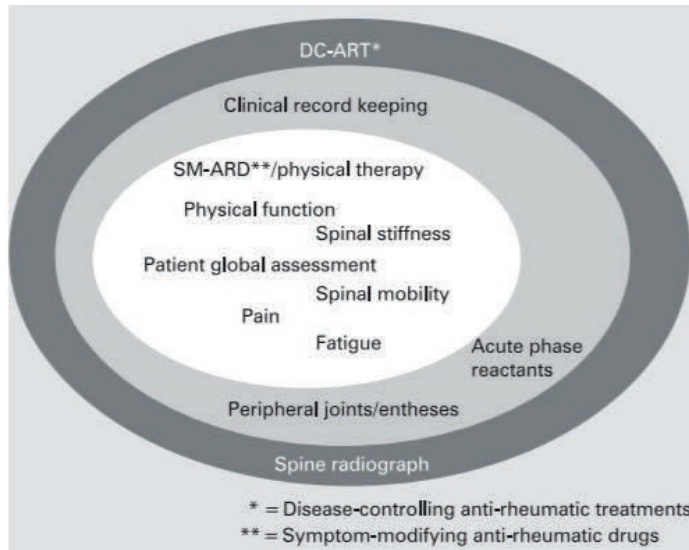 DC-ART*
Clinical record keeping
SM-ARD**/physical therapy
Physical function
Spinal stiffness
Patient global assessment
Spinal mobility
Pain
Fatigue
Acute phase
reactants
Peripheral joints/entheses
Spine radiograph
* = Disease-controlling anti-rheumatic treatments
** = Symptom-modifying anti-rheumatic drugs